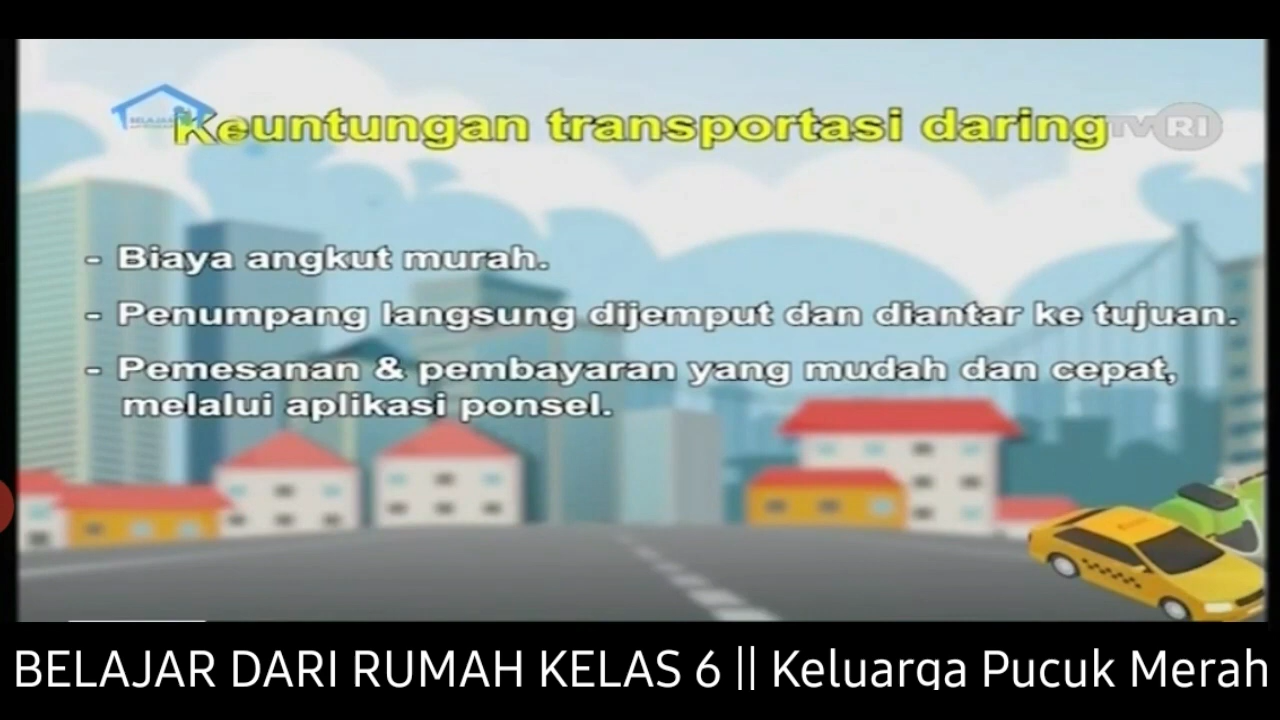 BELAJAR
Keuntungan transportasi daring
TVRI
- Biaya angkut murah.
- Penumpang langsung dijemput dan diantar ke tujuan.
- Pemesanan & pembayaran yang mudah dan cepat,
melalui aplikasi ponsel.
BELAJAR DARI RUMAH KELAS 6 || Keluarga Pucuk Merah